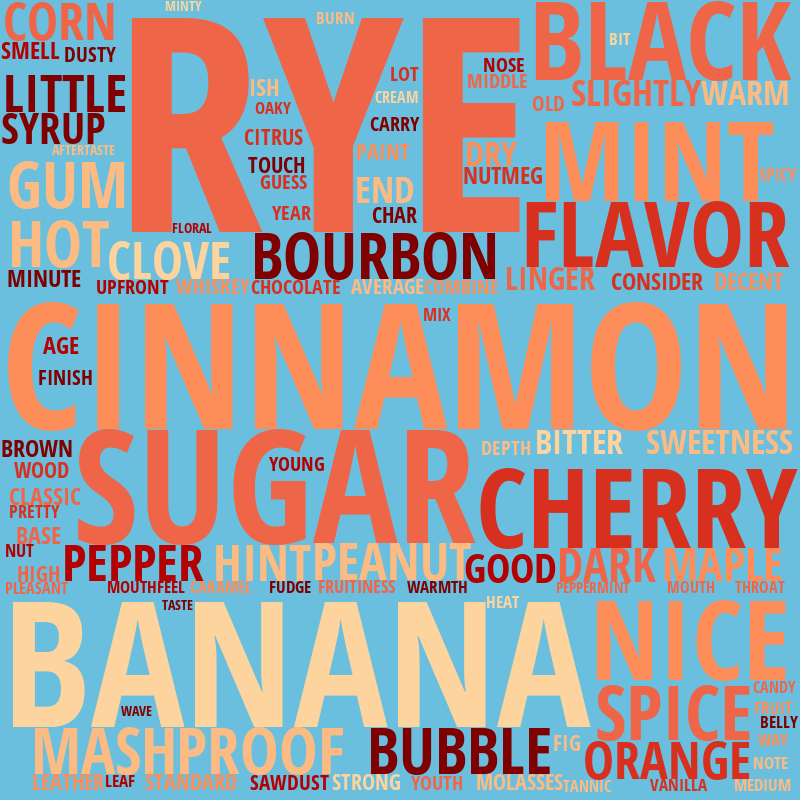 MINTY
CORN
RYE
BURN
BLACK
BIT
SMELL
DUSTY
NOSE
LOT
MIDDLE
ISH
CREAM
LITTLE
OAKY
OLD
SLIGHTLY
WARM
SYRUP
CITRUS
CARRY
MINT
AFTERTASTE
TOUCH
PAINT
DRY
GUM
GUESS
END
NUTMEG
SPICY
YEAR
CHAR
FLAVOR
HOT
FLORAL
CLOVE
BOURBON
MINUTE
UPFRONT
WHISKEY
CHOCOLATE
AVERAGE
COMBINE
LINGER
CONSIDER
DECENT
CINNAMON
MIX
AGE
FINISH
BROWN
SUGAR
DEPTH
BITTER
SWEETNESS
WOOD
YOUNG
CHERRY
CLASSIC
PRETTY
BASE
NUT
HIGH
PEPPER
HINT
PEANUT
GOOD
DARK
MAPLE
PLEASANT
MOUTHFEEL
CARAMEL
FUDGE
FRUITINESS
WARMTH
PEPPERMINT
MOUTH
THROAT
BANANA
TASTE
HEAT
NICE
WAVE
SPICE
CANDY
FRUIT
BELLY
MASHPROOF
BUBBLE
FIG
ORANGE
WAY
NOTE
LEATHER
LEAF
STANDARD
SAWDUST
STRONG
YOUTH
MOLASSES
TANNIC
VANILLA
MEDIUM